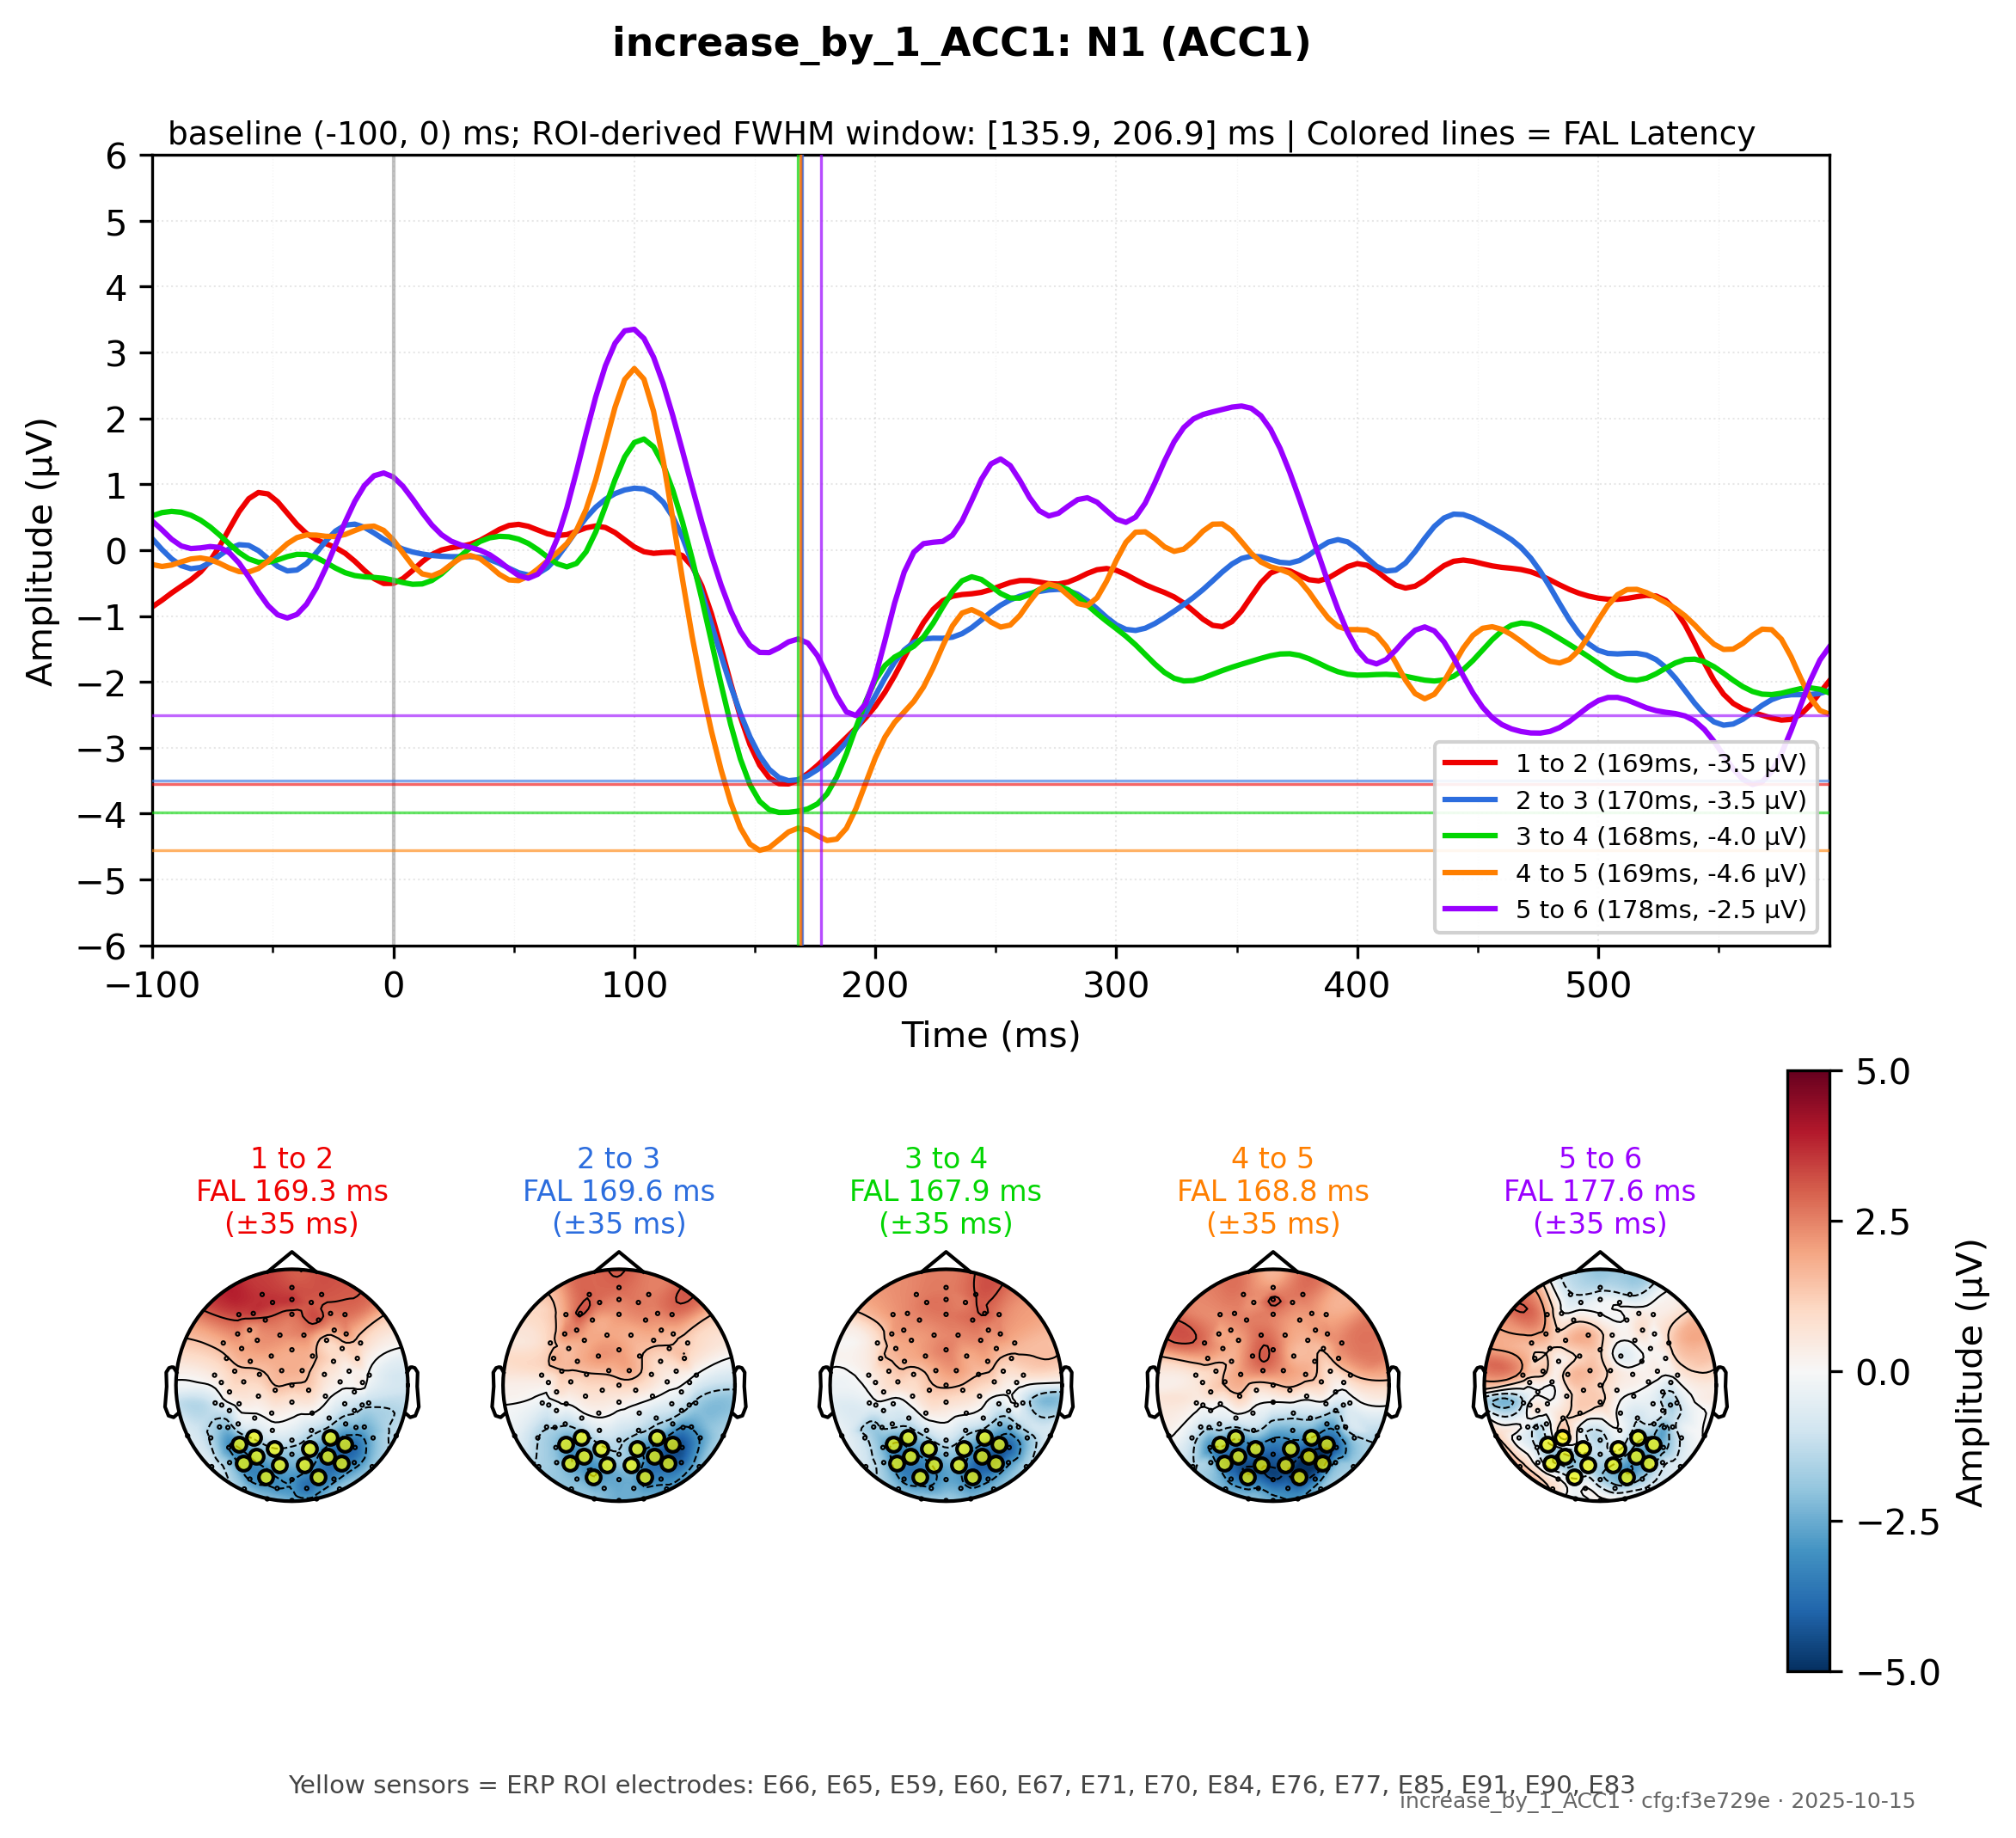 increase_by_1_ACC1: N1 (ACC1)
baseline (-100, 0) ms; ROI-derived FWHM window: [135.9, 206.9] ms | Colored lines = FAL Latency
6
5
4
3
2
1
0
−1
−2
−3
−4
−5
−6
Amplitude (µV)
1 to 2 (169ms, -3.5 µV)
2 to 3 (170ms, -3.5 µV)
3 to 4 (168ms, -4.0 µV)
4 to 5 (169ms, -4.6 µV)
5 to 6 (178ms, -2.5 µV)
−100 0 100 200 300 400 500
Time (ms)
1 to 2
FAL 169.3 ms
(±35 ms)
2 to 3
FAL 169.6 ms
(±35 ms)
3 to 4
FAL 167.9 ms
(±35 ms)
4 to 5
FAL 168.8 ms
(±35 ms)
5 to 6
FAL 177.6 ms
(±35 ms)
5.0
2.5
0.0
−2.5
−5.0
Amplitude (µV)
Yellow sensors = ERP ROI electrodes: E66, E65, E59, E60, E67, E71, E70, E84, E76, E77, E85, E91, E90, E83
increase_by_1_ACC1 · cfg:f3e729e · 2025-10-15